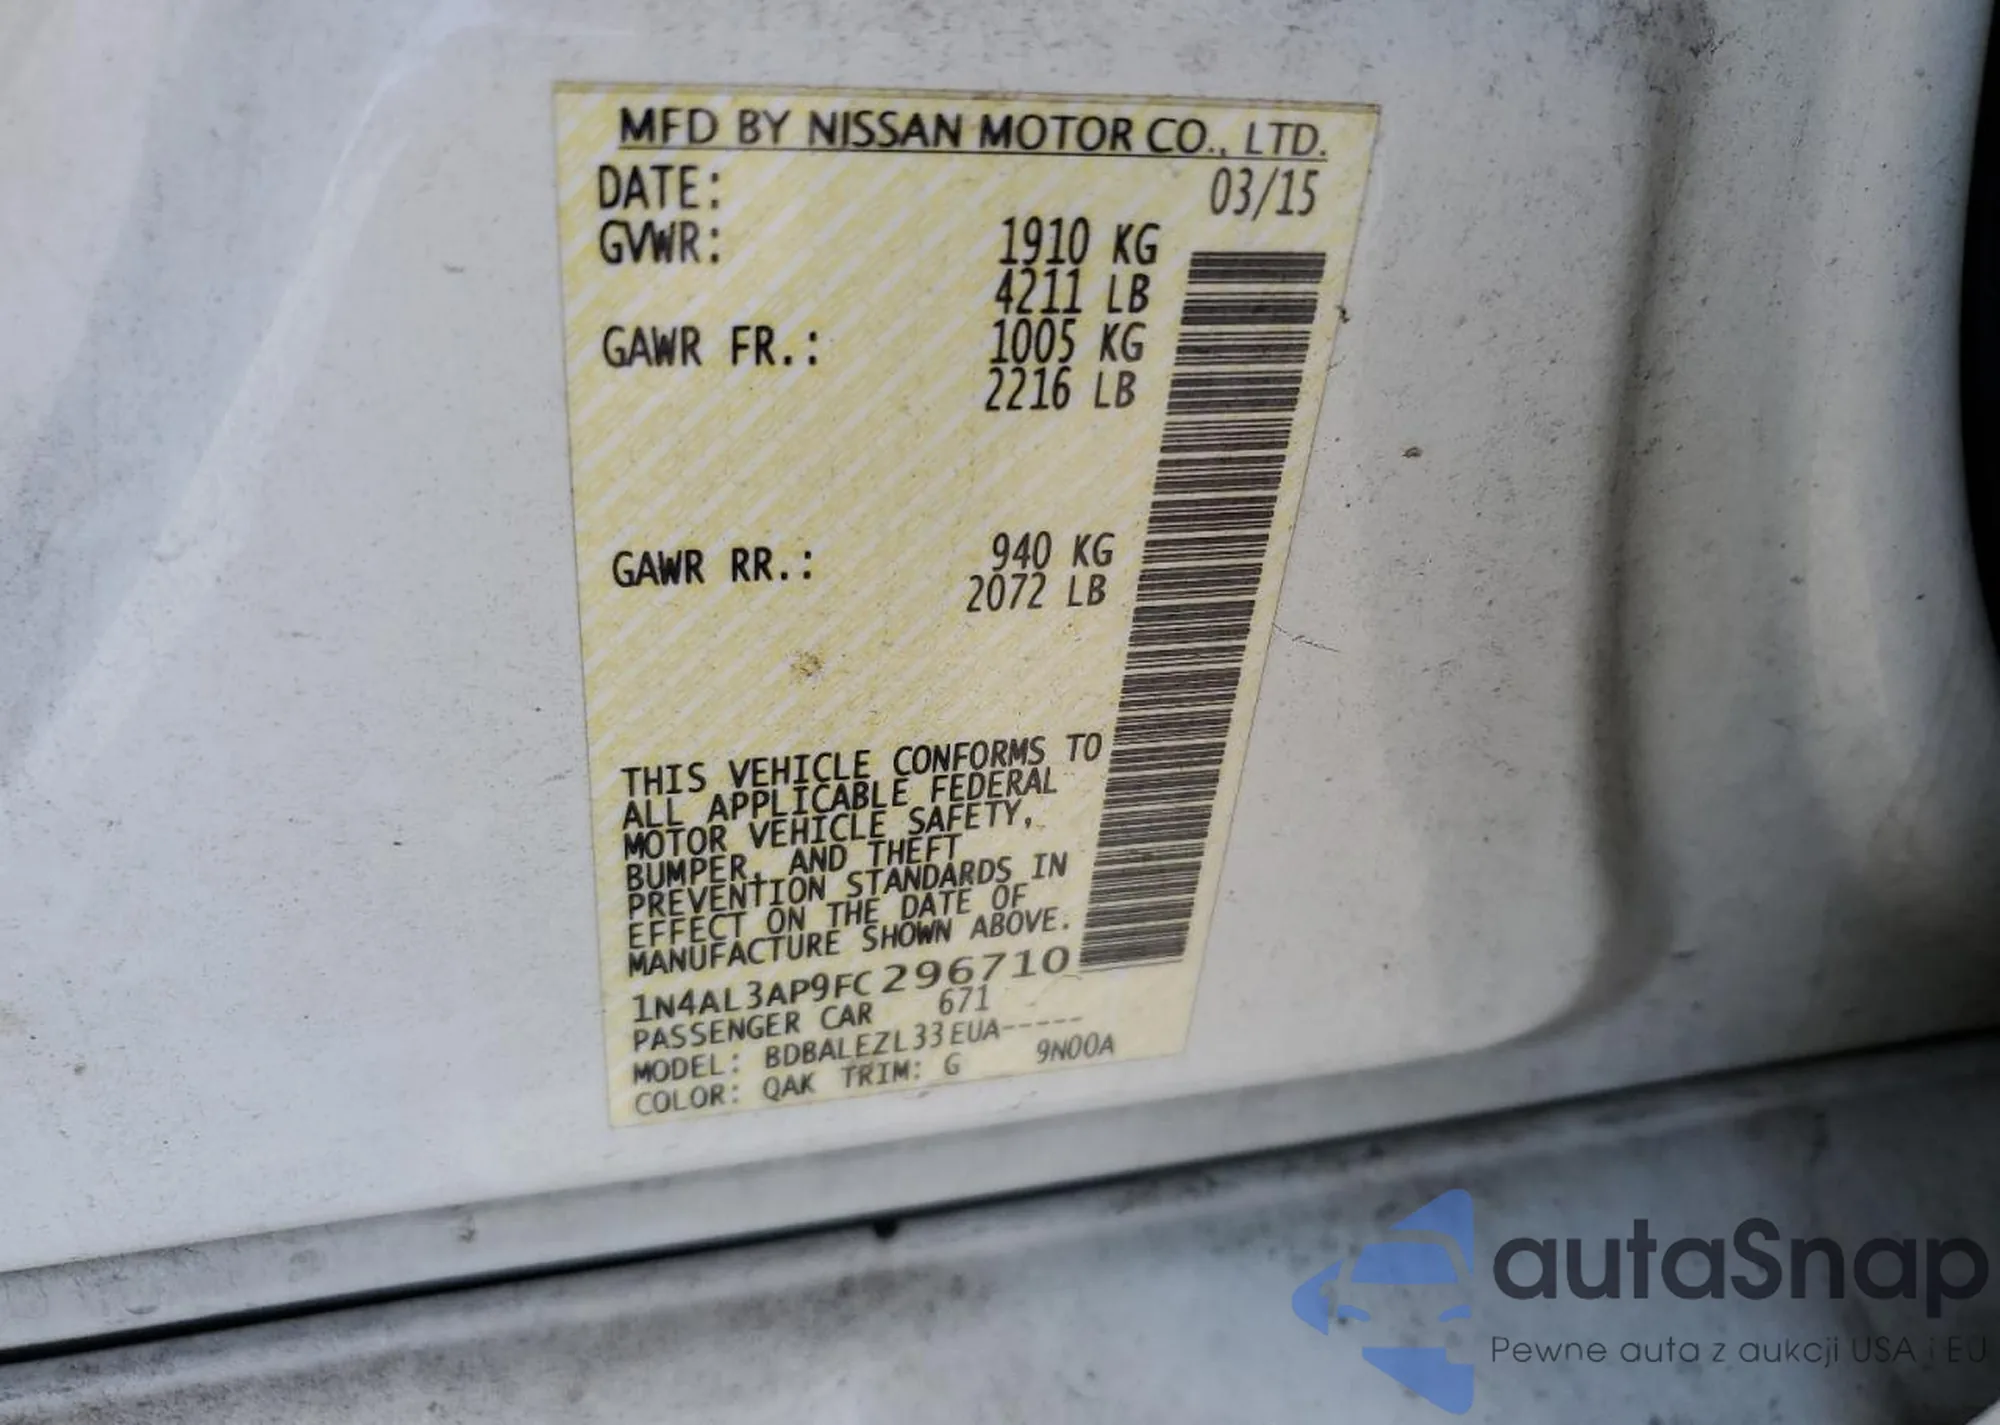 MFD BY NISSAN MOTOR CO., LTD.
DATE: 03/15
GVWR: 1910 KG
4211 LB
GAWR FR.: 1005 KG
2216 LB
GAWR RR.: 940 KG
2072 LB
THIS VEHICLE CONFORMS TO
ALL APPLICABLE FEDERAL
MOTOR VEHICLE SAFETY,
BUMPER, AND THEFT
PREVENTION STANDARDS IN
EFFECT ON THE DATE OF
MANUFACTURE SHOWN ABOVE.
1N4AL3AP9FC296710
PASSENGER CAR 671
MODEL: BDBALEZL33EUA-----
COLOR: QAK TRIM: G 9N00A
autaSnap
Pewne auta z aukcji USA i EU